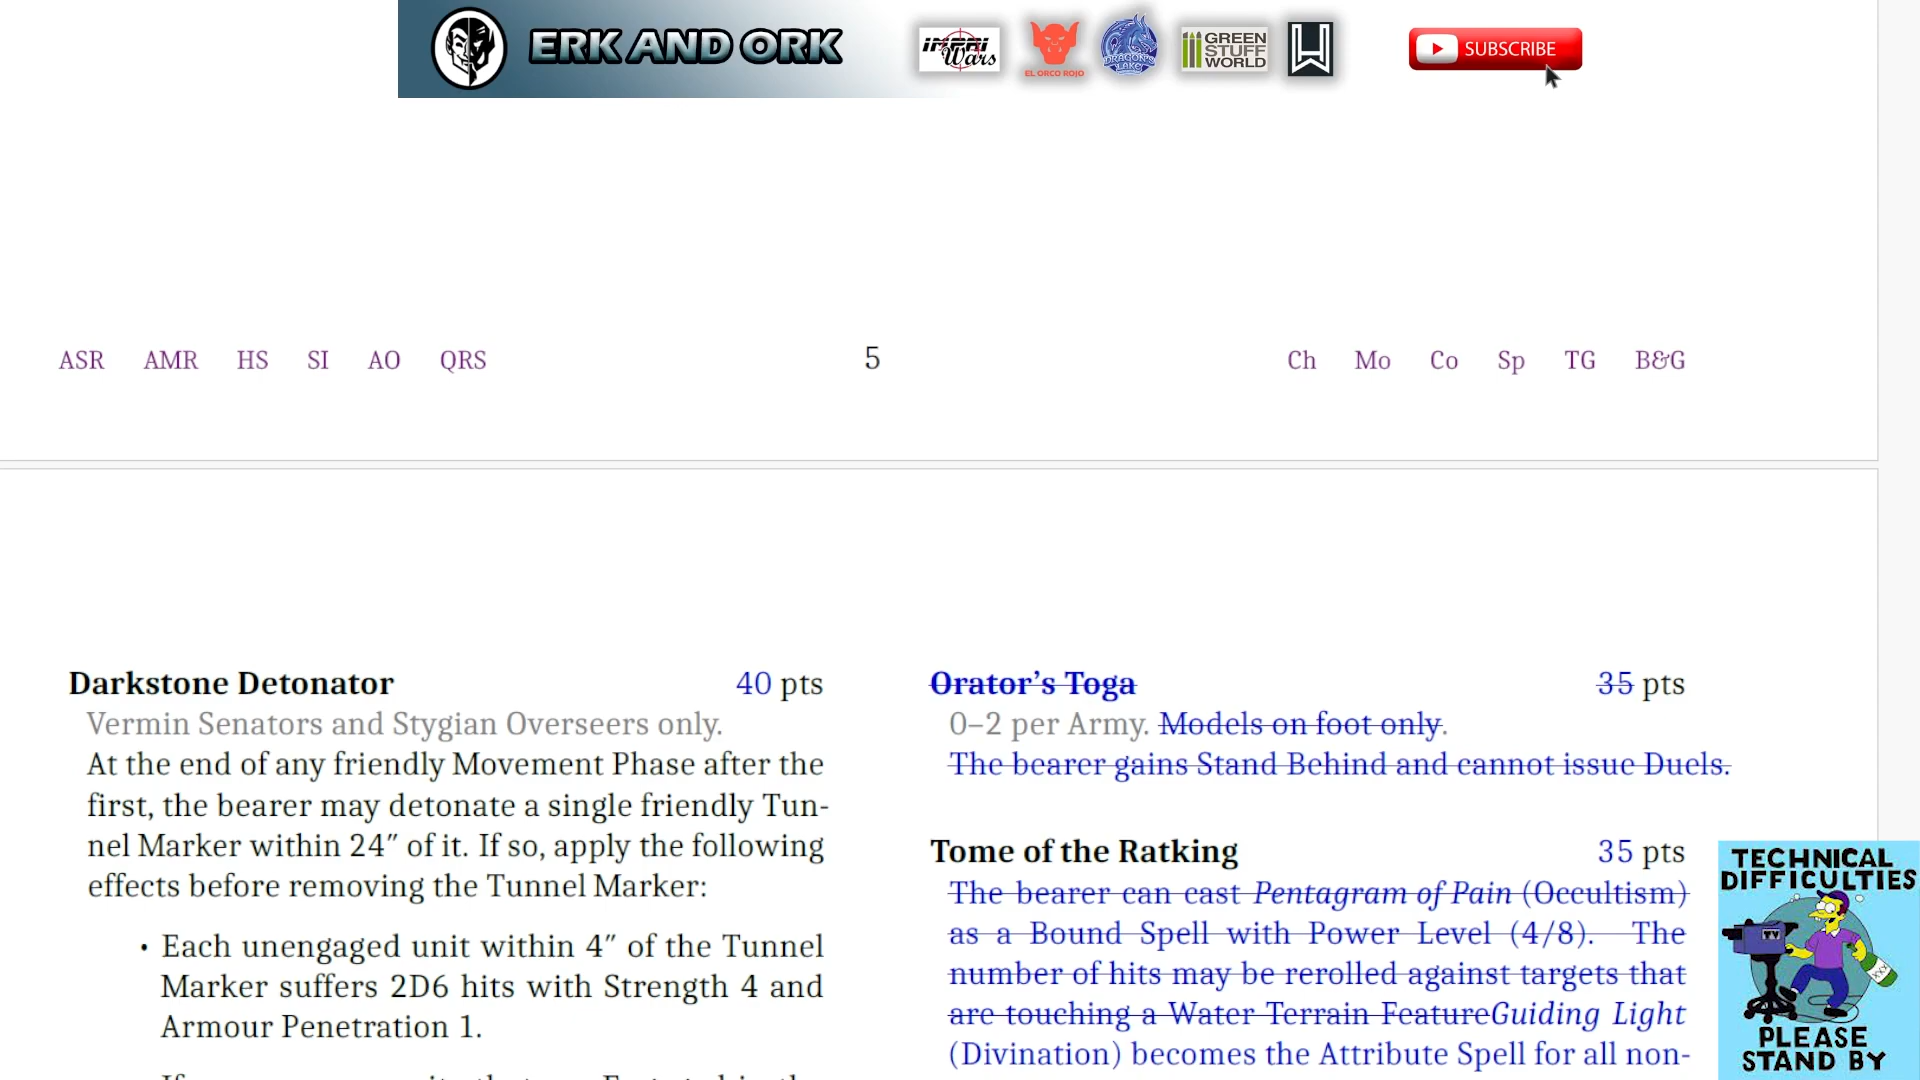 ERK AND ORK
Wars
EL ORCO ROJO
DRAGON'S
LAKE
GREEN
STUFF
WORLD
SUBSCRIBE
ASR AMR HS SI AO QRS 5 Ch Mo Co Sp TG B&G
Darkstone Detonator 40 pts
Vermin Senators and Stygian Overseers only.
At the end of any friendly Movement Phase after the
first, the bearer may detonate a single friendly Tun-
nel Marker within 24″ of it. If so, apply the following
effects before removing the Tunnel Marker:
• Each unengaged unit within 4″ of the Tunnel
Marker suffers 2D6 hits with Strength 4 and
Armour Penetration 1.
Orator's Toga 35 pts
0–2 per Army. Models on foot only.
The bearer gains Stand Behind and cannot issue Duels.
Tome of the Ratking 35 pts
The bearer can cast Pentagram of Pain (Occultism)
as a Bound Spell with Power Level (4/8). The
number of hits may be rerolled against targets that
are touching a Water Terrain FeatureGuiding Light
(Divination) becomes the Attribute Spell for all non-
TECHNICAL
DIFFICULTIES
TV
XXX
PLEASE
STAND BY